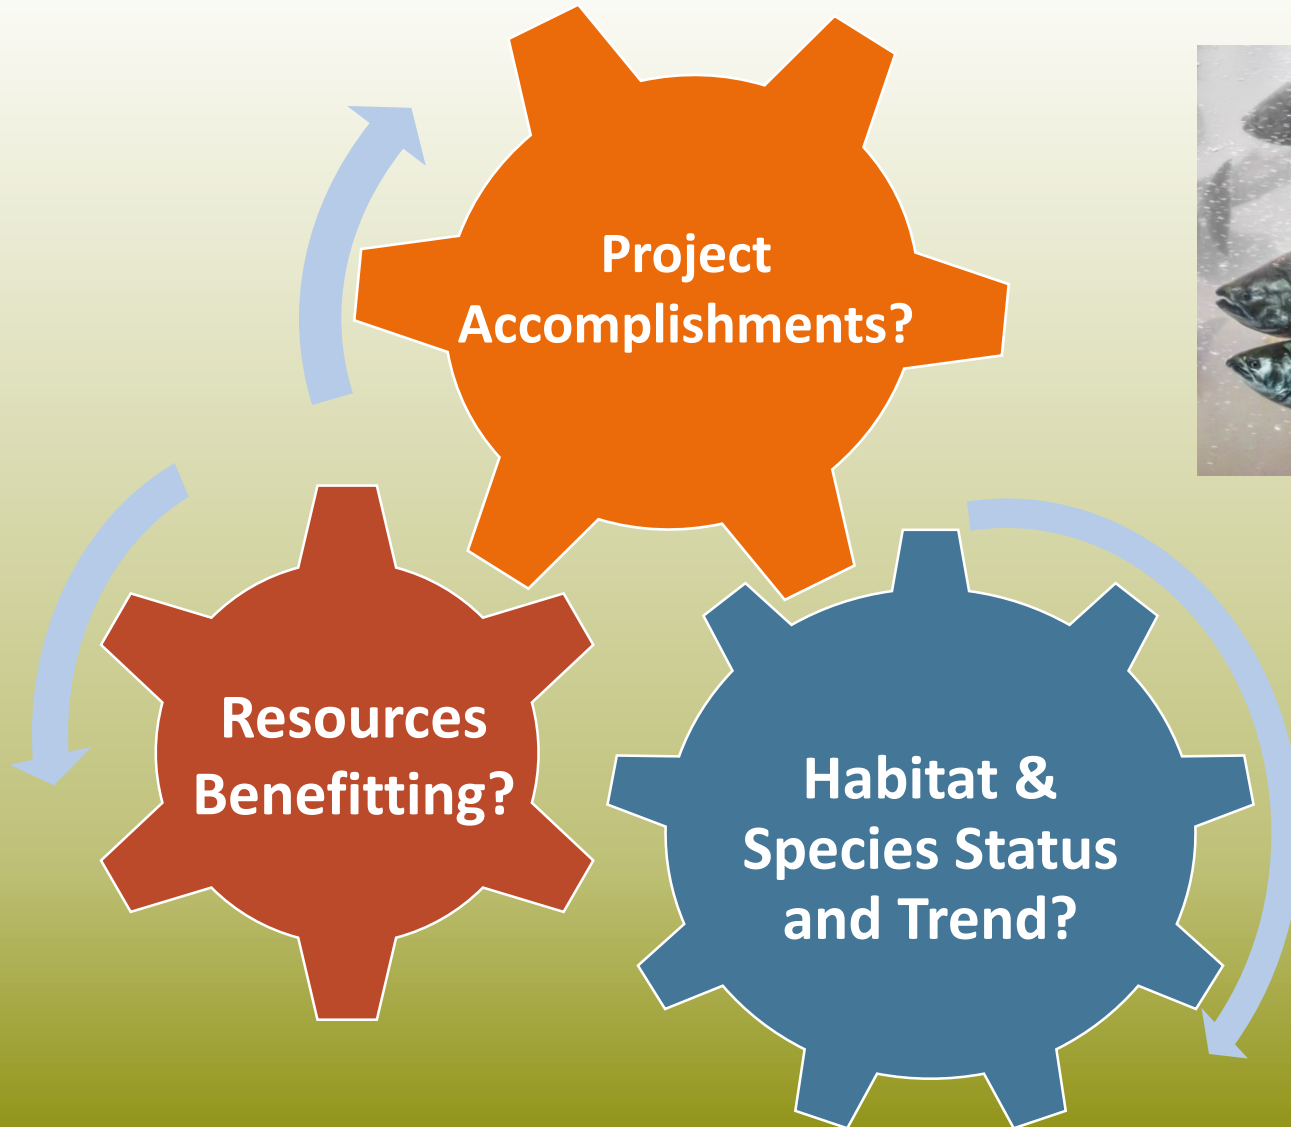 Project
Accomplishments?
Resources
Benefitting?
Habitat &
Species Status
and Trend?